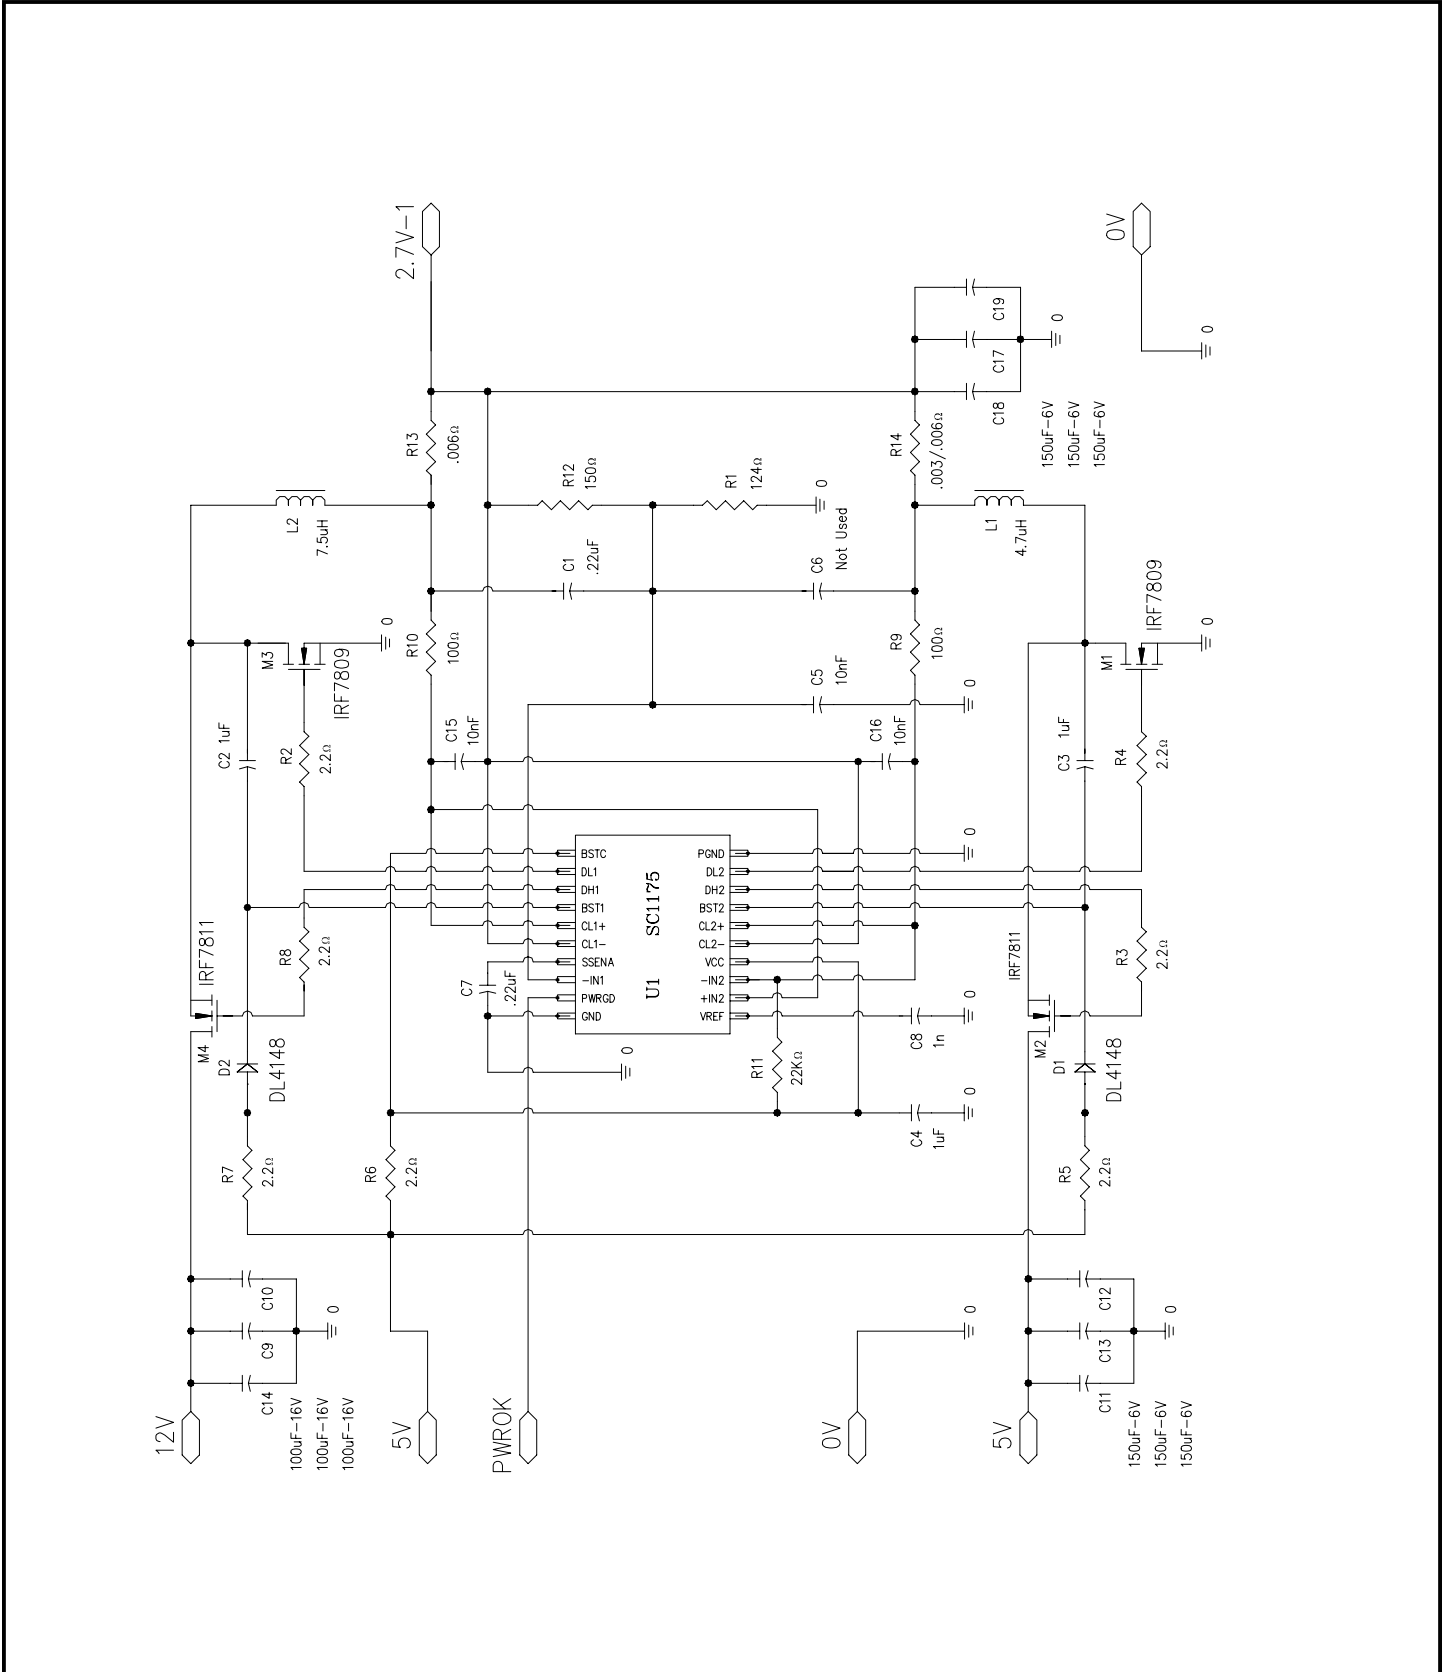 2.7V-1
0V
0
0
C19
C17
C18
150uF-6V
150uF-6V
150uF-6V
R13
.006Ω
R14
.003/.006Ω
R12
150Ω
R1
124Ω
0
L2
7.5uH
L1
4.7uH
C1
.22uF
C6
Not Used
M3
IRF7809
0
R10
100Ω
R9
100Ω
M1
IRF7809
0
C5
10nF
0
C2 1uF
R2
2.2Ω
C15
10nF
C16
10nF
C3 1uF
R4
2.2Ω
0
BSTC
DL1
DH1
BST1
CL1+
CL1-
SSENA
-IN1
PWRGD
GND
SC1175
U1
PGND
DL2
DH2
BST2
CL2+
CL2-
VCC
-IN2
+IN2
VREF
IRF7811
M4
R8
2.2Ω
C7
.22uF
0
IRF7811
M2
R3
2.2Ω
C8
1n
0
D2
DL4148
R11
22KΩ
D1
DL4148
C4
1uF
0
R7
2.2Ω
R6
2.2Ω
R5
2.2Ω
C10
C9
C14
0
100uF-16V
100uF-16V
100uF-16V
C12
C13
C11
0
150uF-6V
150uF-6V
150uF-6V
0
12V
5V
PWROK
0V
5V